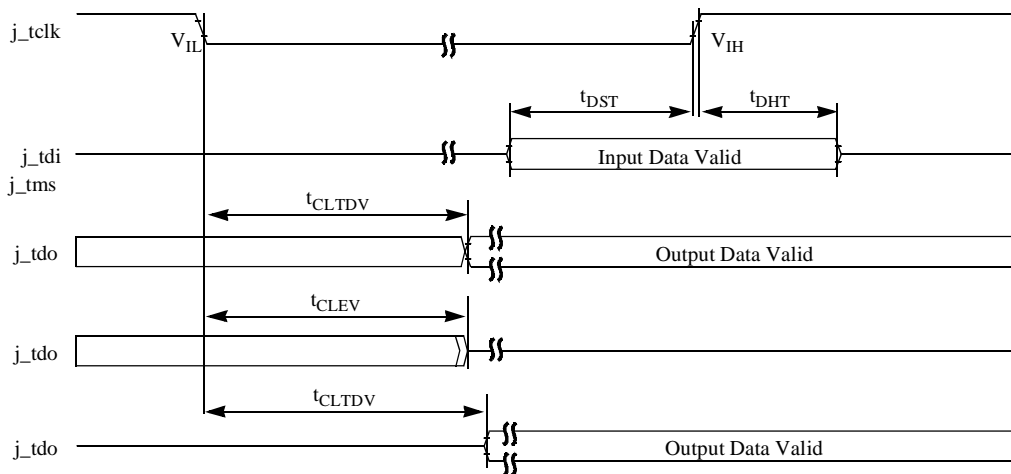 j_tclk
V_IL
V_IH
t_DST
t_DHT
j_tdi
Input Data Valid
j_tms
t_CLTDV
j_tdo
Output Data Valid
t_CLEV
j_tdo
t_CLTDV
j_tdo
Output Data Valid